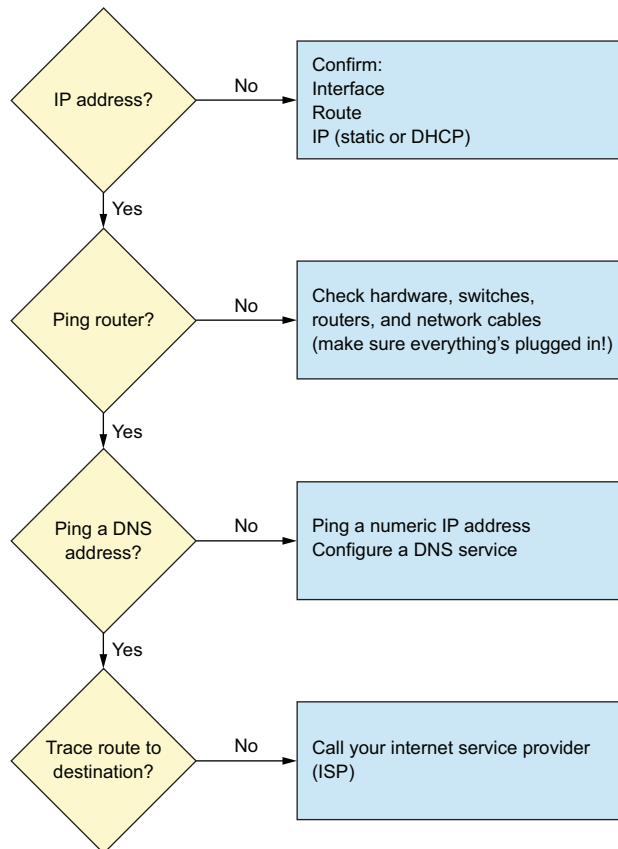 IP address?
No
Confirm:
Interface
Route
IP (static or DHCP)
Yes
Ping router?
No
Check hardware, switches,
routers, and network cables
(make sure everything's plugged in!)
Yes
Ping a DNS
address?
No
Ping a numeric IP address
Configure a DNS service
Yes
Trace route to
destination?
No
Call your internet service provider
(ISP)